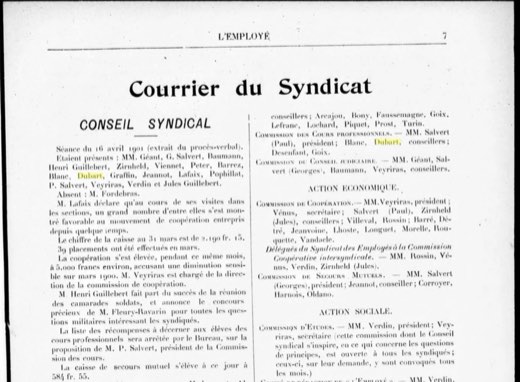 L'EMPLOYÉ
7
Courrier du Syndicat
CONSEIL SYNDICAL
Séance du 16 avril 1901 (extrait du procès-verbal).
Étaient présents : MM. Géant, G. Salvert, Baumann,
Henri Guillebert, Zirnheld, Viennet, Peter, Barrez,
Blanc, Dubart, Graffin, Jeannot, Lafaix, Pophillat,
P. Salvert, Veyriras, Verdin et Jules Guillebert.
Absent : M. Fordebras.
M. Lafaix déclare qu'au cours de ses visites dans
les sections, un grand nombre d'entre elles s'est mon-
tré favorable au mouvement de coopération entrepris
depuis quelque temps.
Le chiffre de la caisse au 31 mars est de 2.190 fr. 15.
39 placements ont été effectués en mars.
La coopération s'est élevée, pendant ce même mois,
à 5.000 francs environ, accusant une diminution sensi-
ble sur mars 1900. M. Veyriras est chargé de la direc-
tion de la commission de coopération.
M. Henri Guillebert fait part du succès de la réunion
des camarades soldats, et annonce le concours
précieux de M. Fleury-Ravarin pour toutes les ques-
tions militaires intéressant les syndiqués.
La liste des récompenses à décerner aux élèves des
cours professionnels sera arrêtée par le Bureau, sur la
proposition de M. P. Salvert, président de la Commis-
sion des cours.
La caisse de secours mutuel s'élève à ce jour à
584 fr. 55.
conseillers ; Arcajon, Bony, Faussemagne, Goix,
Lefranc, Lochard, Piquet, Prost, Turin.
COMMISSION DES COURS PROFESSIONNELS. — MM. Salvert
(Paul), président ; Blanc, Dubart, conseillers ;
Desenfant, Goix.
COMMISSION DU CONSEIL JUDICIAIRE. — MM. Géant, Sal-
vert (Georges), Baumann, Veyriras, conseillers.
ACTION ECONOMIQUE.
COMMISSION DE COOPÉRATION. — MM. Veyriras, président ;
Vénus, secrétaire ; Salvert (Paul), Zirnheld
(Jules), conseillers ; Villeval, Rossin ; Barré, Dé-
tré, Jeanvoine, Lhoste, Longuet, Morelle, Bou-
quette, Vandaele.
Délégués du Syndicat des Employés à la Commission
Coopérative intersyndicale. — MM. Rossin, Vé-
nus, Verdin, Zirnheld (Jules).
COMMISSION DE SECOURS MUTUELS. — MM. Salvert
(Georges), président ; Jeannot, conseiller ; Corroyer,
Harnois, Oldano.
ACTION SOCIALE.
COMMISSION D'ÉTUDES. — MM. Verdin, président ; Vey-
riras, secrétaire (cette commission dont le Conseil
syndical s'inspire, en ce qui concerne les questions
de principes, est ouverte à tous les syndiqués ;
ceux-ci, sur leur demande, y sont convoqués tous
les mois.)